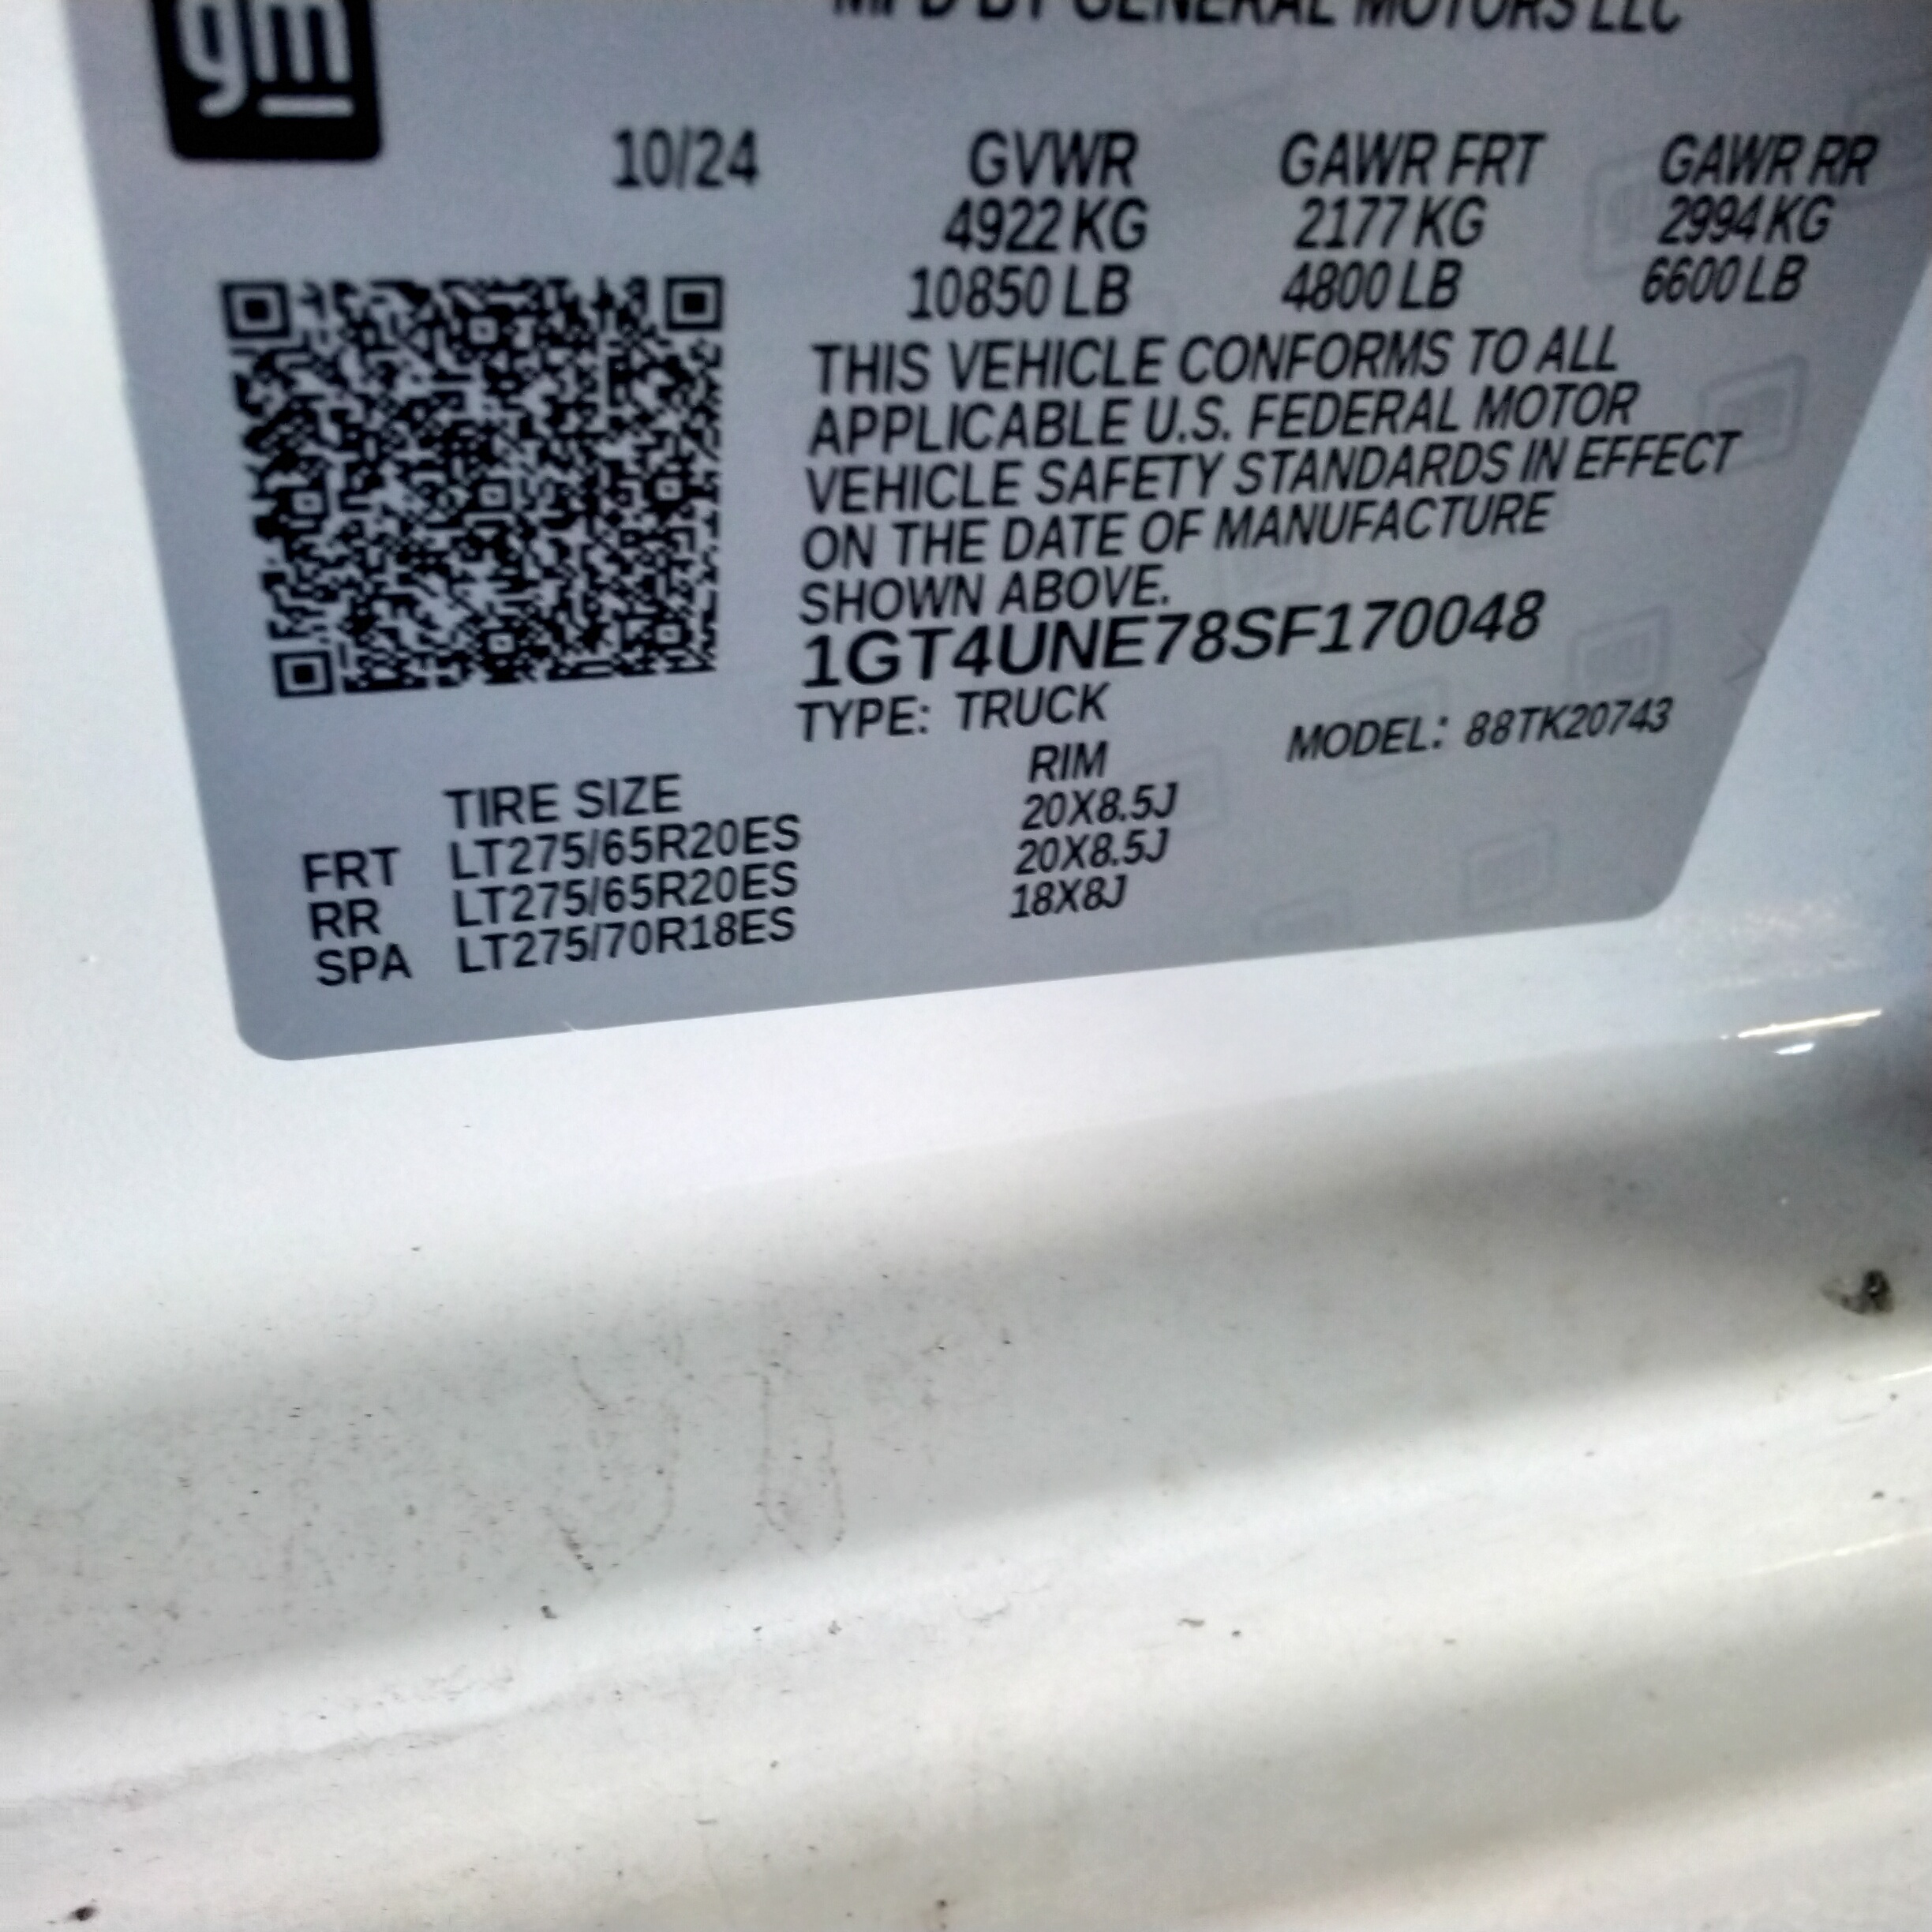 gm
MFD BY GENERAL MOTORS LLC
10/24 GVWR GAWR FRT GAWR RR
4922 KG 2177 KG 2994 KG
10850 LB 4800 LB 6600 LB
THIS VEHICLE CONFORMS TO ALL
APPLICABLE U.S. FEDERAL MOTOR
VEHICLE SAFETY STANDARDS IN EFFECT
ON THE DATE OF MANUFACTURE
SHOWN ABOVE.
1GT4UNE78SF170048
TYPE: TRUCK MODEL: 88TK20743
TIRE SIZE RIM
FRT LT275/65R20ES 20X8.5J
RR LT275/65R20ES 20X8.5J
SPA LT275/70R18ES 18X8J